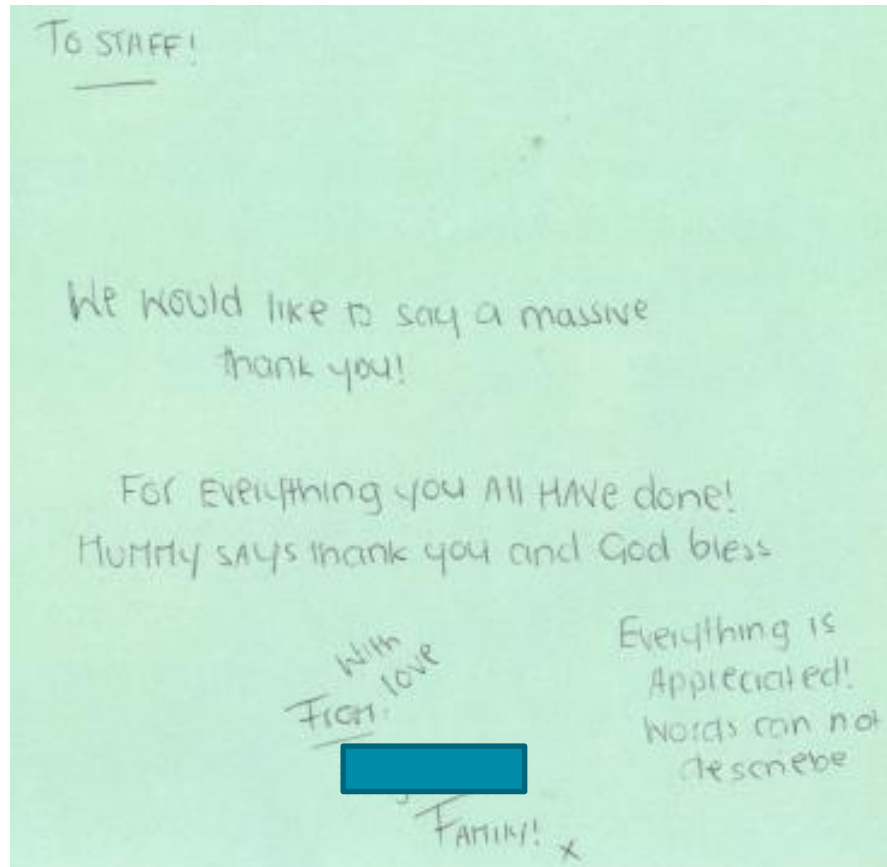 To STAFF!
We would like to say a massive
thank you!
For Everything you All HAVe done!
MUMMy SAYS thank you and God bless
With
love
From:
FAMILY! x
Everything is
Appreciated!
Words can not
descriebe